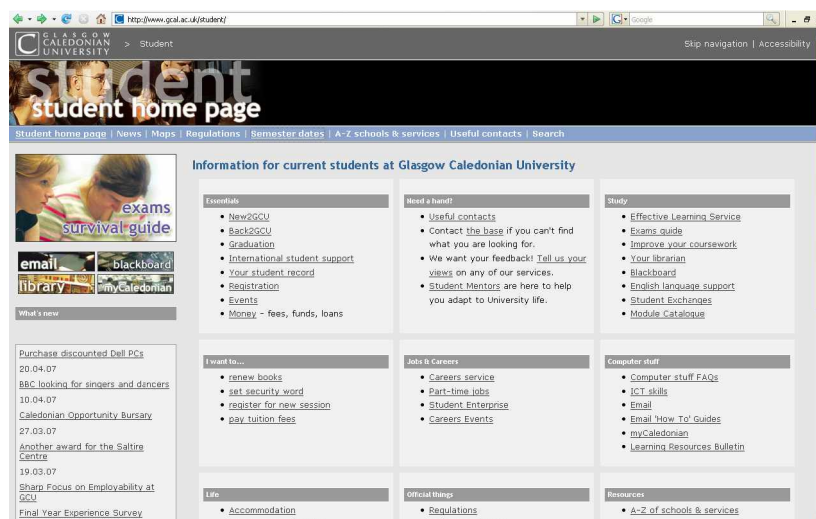 http://www.gcal.ac.uk/student/
Google
GLASGOW
CALEDONIAN
UNIVERSITY
> Student
Skip navigation | Accessibility
student
student home page
Student home page | News | Maps | Regulations | Semester dates | A-Z schools & services | Useful contacts | Search
exams
survival guide
email
blackboard
library
myCaledonian
What's new
Purchase discounted Dell PCs
20.04.07
BBC looking for singers and dancers
10.04.07
Caledonian Opportunity Bursary
27.03.07
Another award for the Saltire
Centre
19.03.07
Sharp Focus on Employability at
GCU
Final Year Experience Survey
Information for current students at Glasgow Caledonian University
Essentials
New2GCU
Back2GCU
Graduation
International student support
Your student record
Registration
Events
Money - fees, funds, loans
Need a hand?
Useful contacts
Contact the base if you can't find
what you are looking for.
We want your feedback! Tell us your
views on any of our services.
Student Mentors are here to help
you adapt to University life.
Study
Effective Learning Service
Exams guide
Improve your coursework
Your librarian
Blackboard
English language support
Student Exchanges
Module Catalogue
I want to...
renew books
set security word
register for new session
pay tuition fees
Jobs & Careers
Careers service
Part-time jobs
Student Enterprise
Careers Events
Computer stuff
Computer stuff FAQs
ICT skills
Email
Email 'How To' Guides
myCaledonian
Learning Resources Bulletin
Life
Accommodation
Official things
Regulations
Resources
A-Z of schools & services